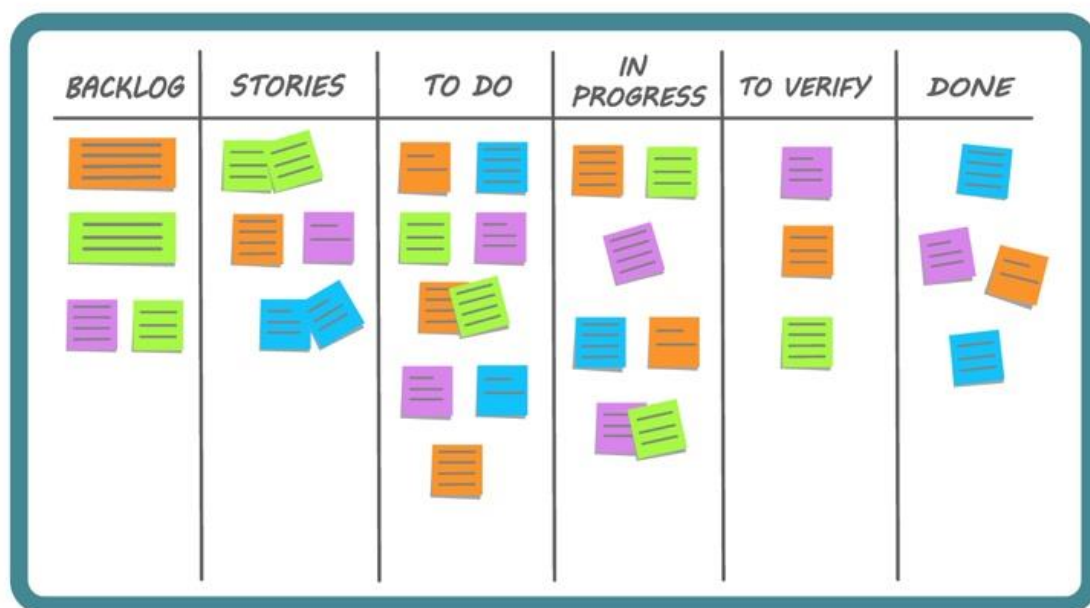 BACKLOG
STORIES
TO DO
IN
PROGRESS
TO VERIFY
DONE